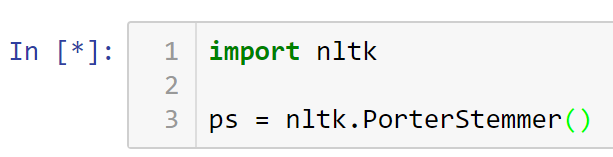 In [*]: 1 import nltk
2
3 ps = nltk.PorterStemmer()